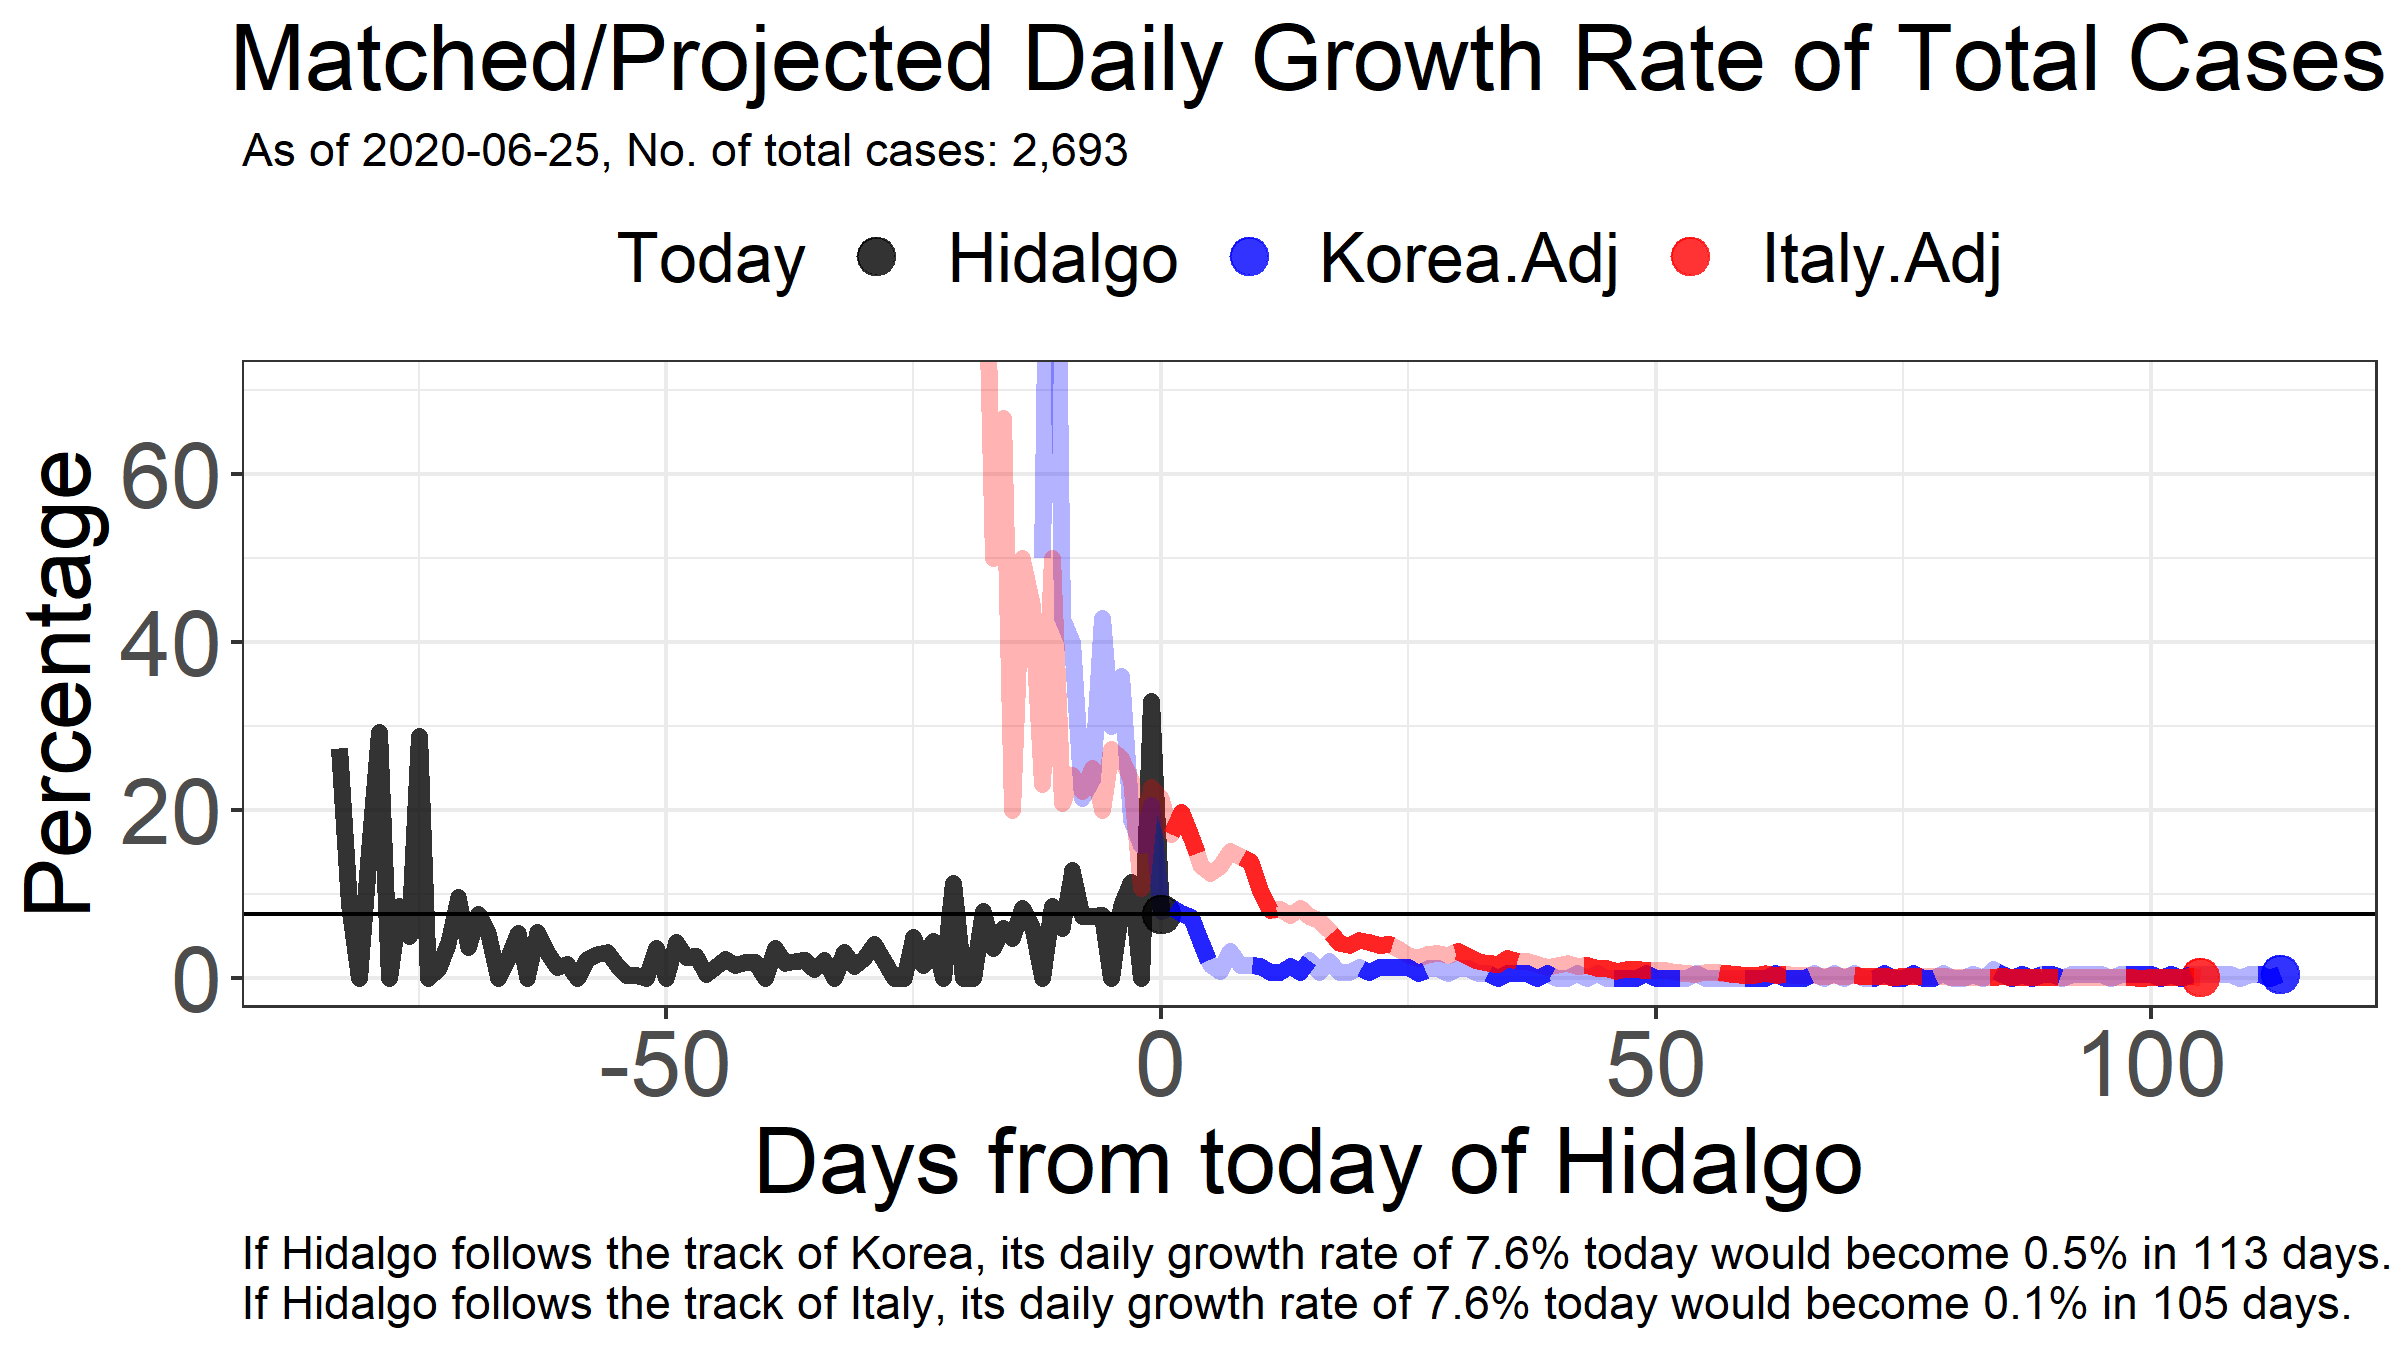 Matched/Projected Daily Growth Rate of Total Cases
As of 2020-06-25, No. of total cases: 2,693
Today Hidalgo Korea.Adj Italy.Adj
Percentage
60
40
20
0
-50 0 50 100
Days from today of Hidalgo
If Hidalgo follows the track of Korea, its daily growth rate of 7.6% today would become 0.5% in 113 days.
If Hidalgo follows the track of Italy, its daily growth rate of 7.6% today would become 0.1% in 105 days.